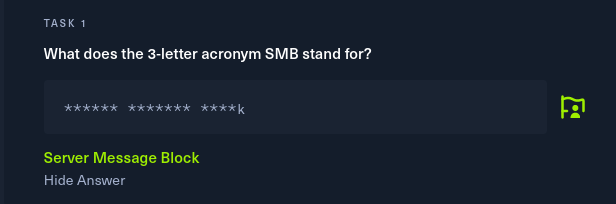 TASK 1
What does the 3-letter acronym SMB stand for?
****** ******* ****k
Server Message Block
Hide Answer